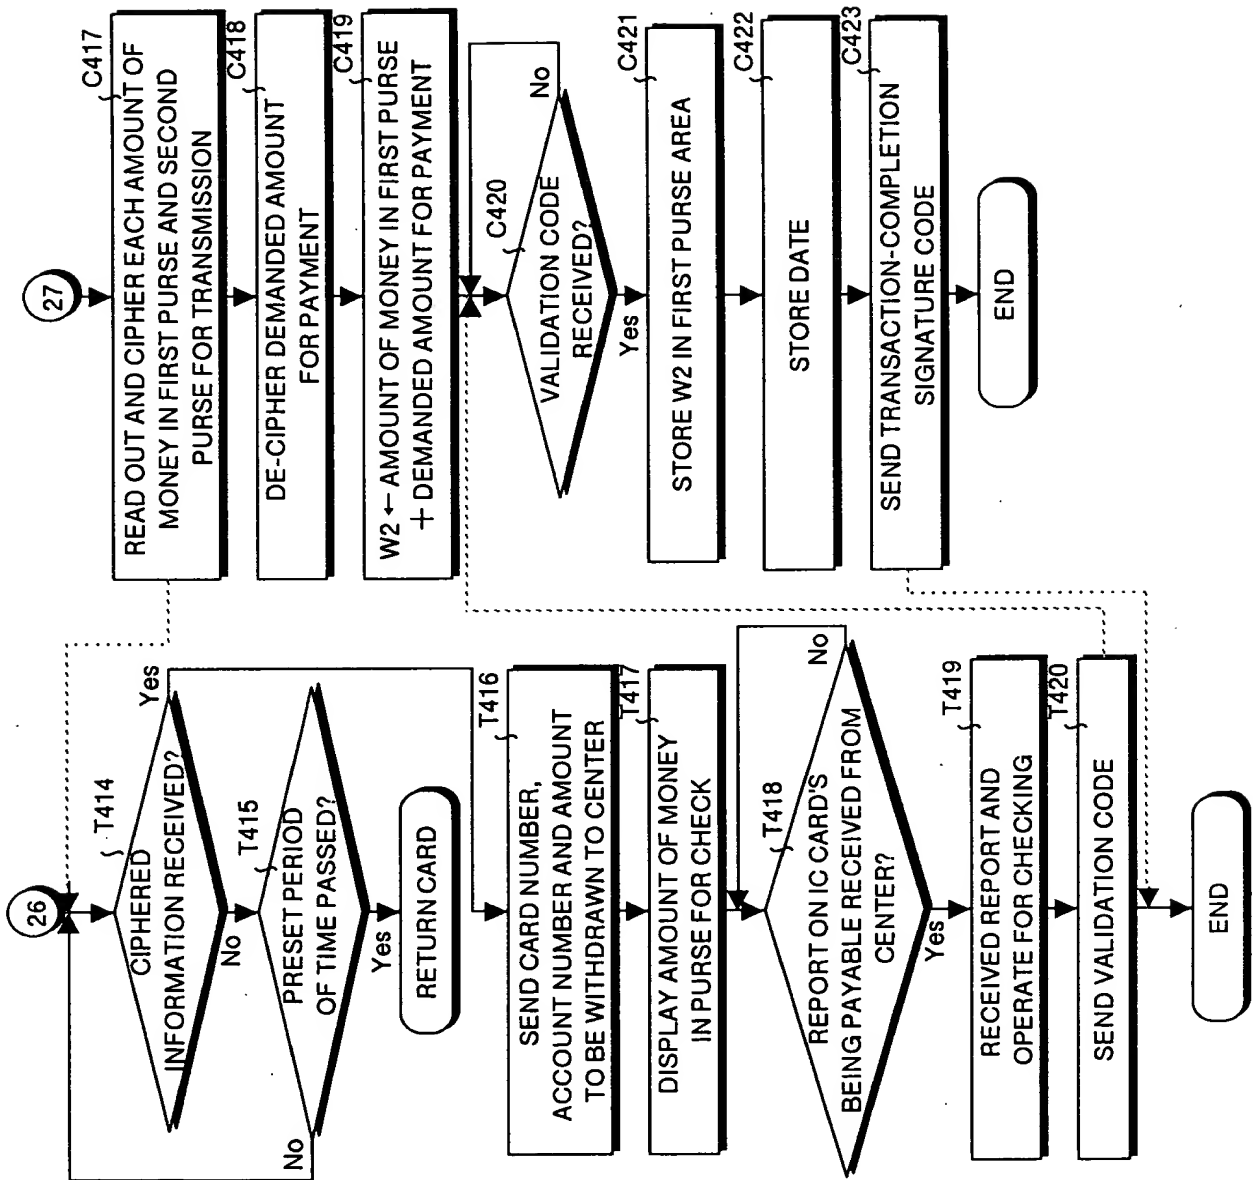 26
T414
CIPHERED
INFORMATION RECEIVED?
Yes
No
T415
PRESET PERIOD
OF TIME PASSED?
No
Yes
RETURN CARD
T416
SEND CARD NUMBER,
ACCOUNT NUMBER AND AMOUNT
TO BE WITHDRAWN TO CENTER
T417
DISPLAY AMOUNT OF MONEY
IN PURSE FOR CHECK
T418
REPORT ON IC CARD'S
BEING PAYABLE RECEIVED FROM
CENTER?
No
Yes
T419
RECEIVED REPORT AND
OPERATE FOR CHECKING
T420
SEND VALIDATION CODE
END
27
C417
READ OUT AND CIPHER EACH AMOUNT OF
MONEY IN FIRST PURSE AND SECOND
PURSE FOR TRANSMISSION
C418
DE-CIPHER DEMANDED AMOUNT
FOR PAYMENT
C419
W2 ← AMOUNT OF MONEY IN FIRST PURSE
+ DEMANDED AMOUNT FOR PAYMENT
C420
VALIDATION CODE
RECEIVED?
No
Yes
C421
STORE W2 IN FIRST PURSE AREA
C422
STORE DATE
C423
SEND TRANSACTION-COMPLETION
SIGNATURE CODE
END